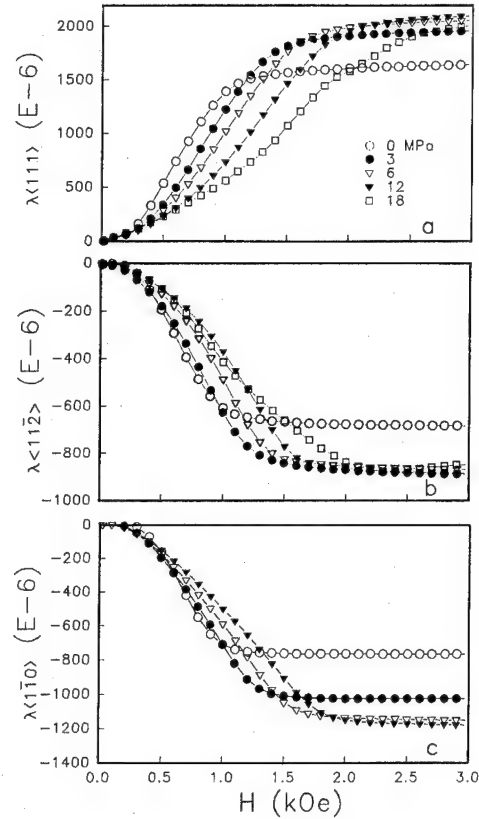 λ<111> (E-6)
2000
1500
1000
500
0
○ 0 MPa
● 3
▽ 6
▼ 12
□ 18
a
λ<11\bar{2}> (E-6)
0
-200
-400
-600
-800
-1000
b
λ<1\bar{1}0> (E-6)
0
-200
-400
-600
-800
-1000
-1200
-1400
c
0.0 0.5 1.0 1.5 2.0 2.5 3.0
H (kOe)